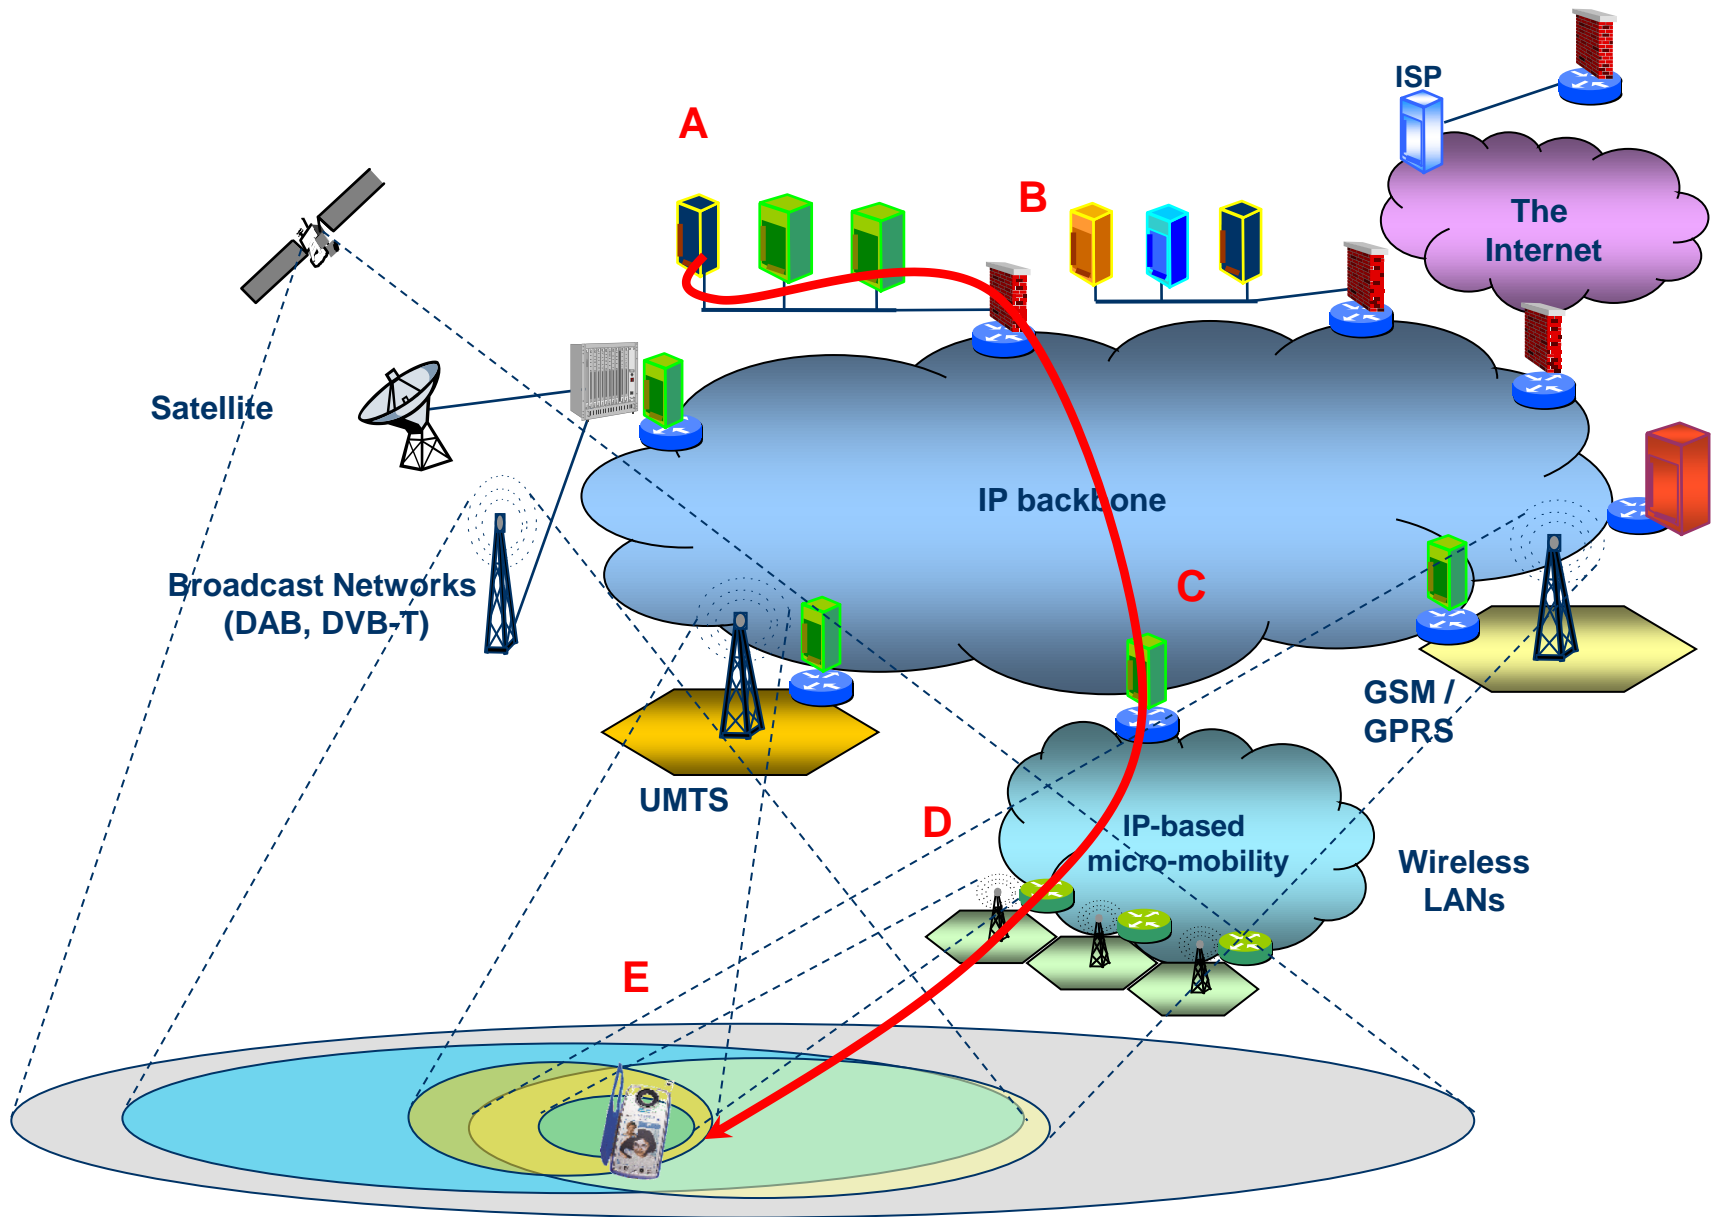 ISP
A
B
The
Internet
Satellite
IP backbone
Broadcast Networks
(DAB, DVB-T)
C
GSM /
GPRS
UMTS
D
IP-based
micro-mobility
Wireless
LANs
E